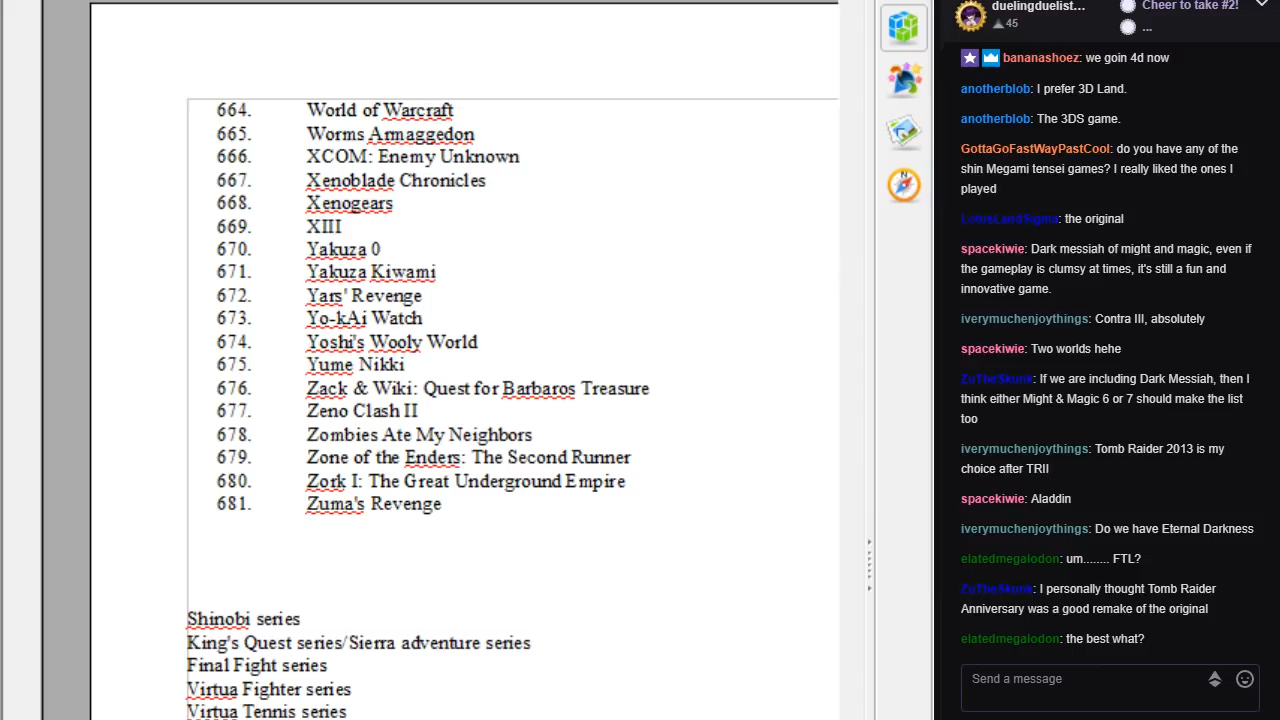 664. World of Warcraft
665. Worms Armaggedon
666. XCOM: Enemy Unknown
667. Xenoblade Chronicles
668. Xenogears
669. XIII
670. Yakuza 0
671. Yakuza Kiwami
672. Yars' Revenge
673. Yo-kAi Watch
674. Yoshi's Wooly World
675. Yume Nikki
676. Zack & Wiki: Quest for Barbaros Treasure
677. Zeno Clash II
678. Zombies Ate My Neighbors
679. Zone of the Enders: The Second Runner
680. Zork I: The Great Underground Empire
681. Zuma's Revenge
Shinobi series
King's Quest series/Sierra adventure series
Final Fight series
Virtua Fighter series
Virtua Tennis series
N
duelingduelist...
45
Cheer to take #2!
...
bananashoez: we goin 4d now
anotherblob: I prefer 3D Land.
anotherblob: The 3DS game.
GottaGoFastWayPastCool: do you have any of the
shin Megami tensei games? I really liked the ones I
played
LotusLandSigma: the original
spacekiwie: Dark messiah of might and magic, even if
the gameplay is clumsy at times, it's still a fun and
innovative game.
iverymuchenjoythings: Contra III, absolutely
spacekiwie: Two worlds hehe
ZuTheSkunk: If we are including Dark Messiah, then I
think either Might & Magic 6 or 7 should make the list
too
iverymuchenjoythings: Tomb Raider 2013 is my
choice after TRII
spacekiwie: Aladdin
iverymuchenjoythings: Do we have Eternal Darkness
elatedmegalodon: um........ FTL?
ZuTheSkunk: I personally thought Tomb Raider
Anniversary was a good remake of the original
elatedmegalodon: the best what?
Send a message